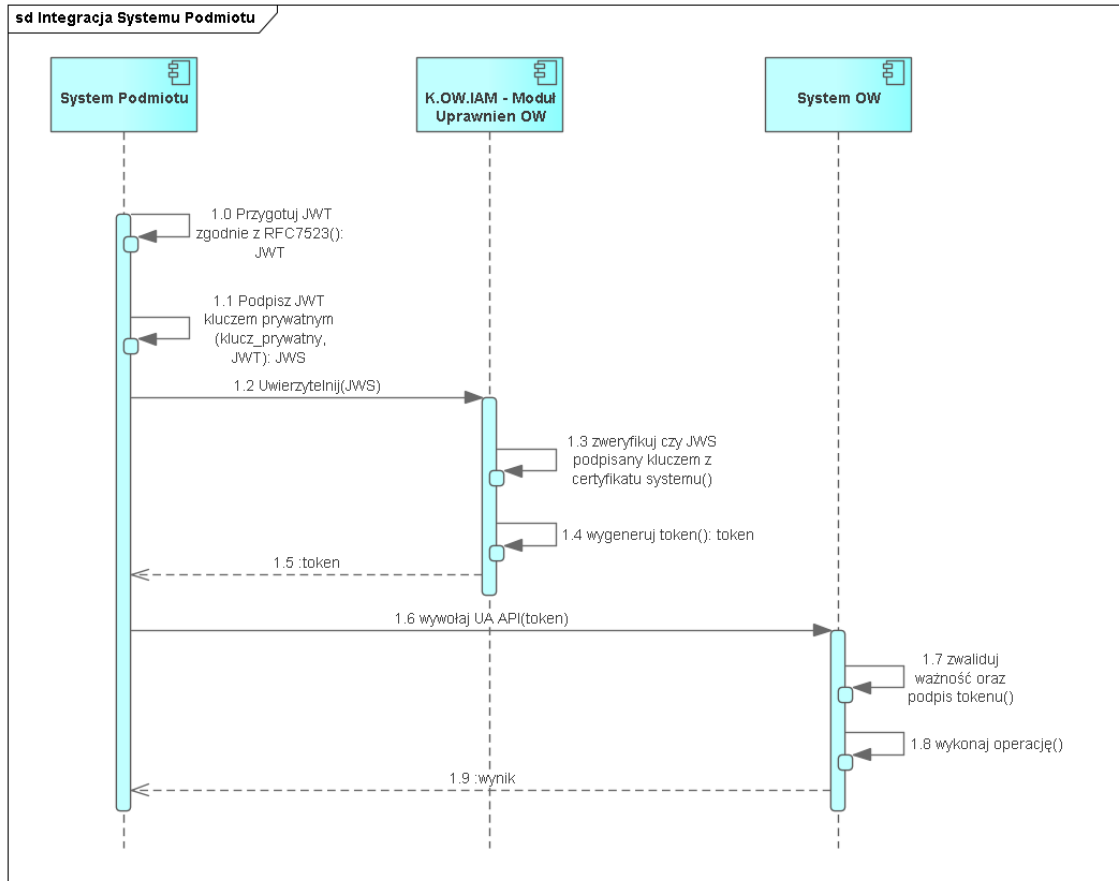 sd Integracja Systemu Podmiotu
System Podmiotu
K.OW.IAM - Moduł
Uprawnien OW
System OW
1.0 Przygotuj JWT
zgodnie z RFC7523():
JWT
1.1 Podpisz JWT
kluczem prywatnym
(klucz_prywatny,
JWT): JWS
1.2 Uwierzytelnij(JWS)
1.3 zweryfikuj czy JWS
podpisany kluczem z
certyfikatu systemu()
1.4 wygeneruj token(): token
1.5 :token
1.6 wywołaj UA API(token)
1.7 zwaliduj
ważność oraz
podpis tokenu()
1.8 wykonaj operację()
1.9 :wynik